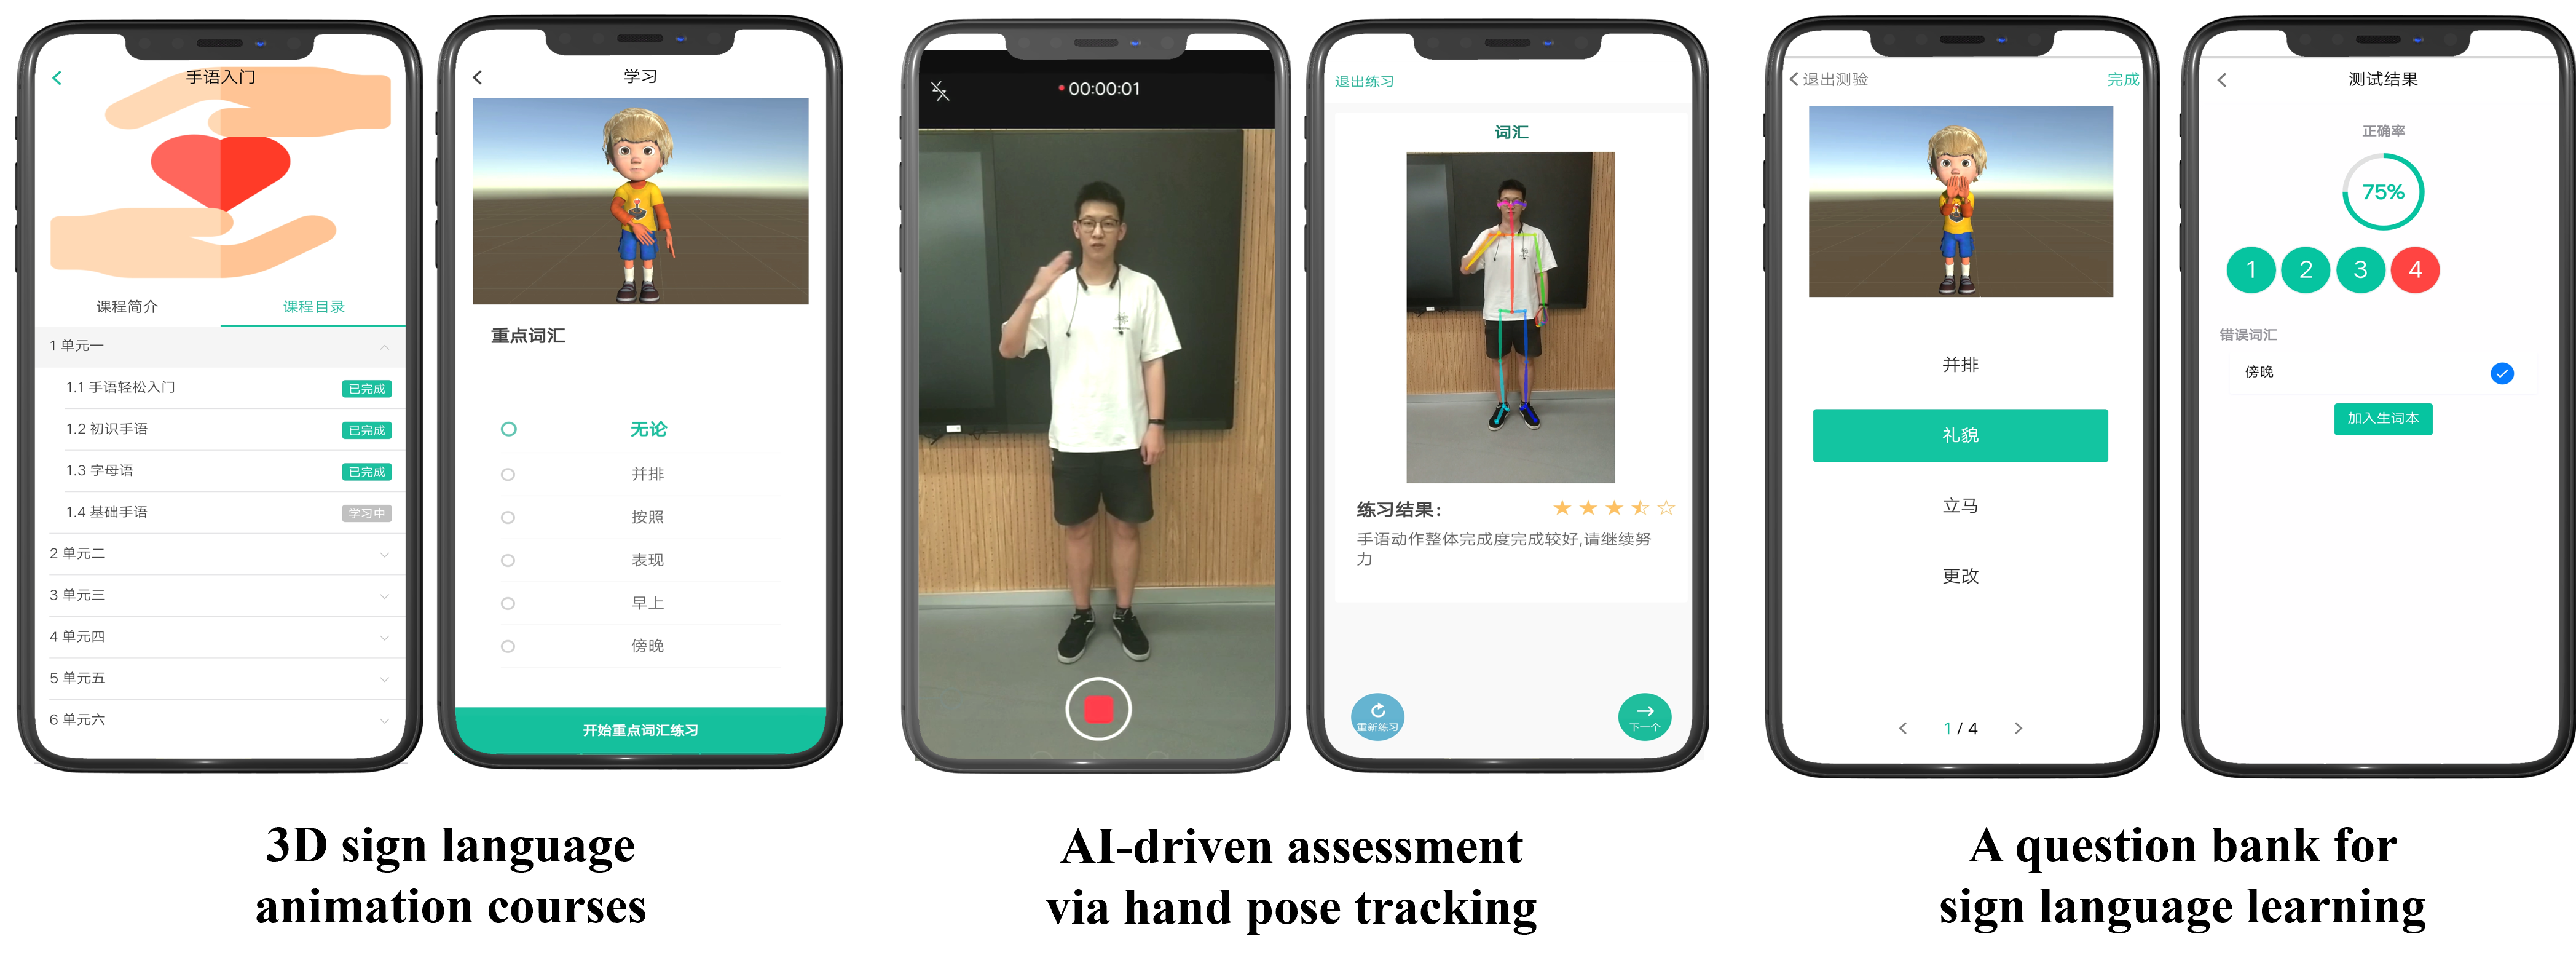 手语入门
课程简介
课程目录
1 单元一
1.1 手语轻松入门
已完成
1.2 初识手语
已完成
1.3 字母语
已完成
1.4 基础手语
学习中
2 单元二
3 单元三
4 单元四
5 单元五
6 单元六
学习
重点词汇
无论
并排
按照
表现
早上
傍晚
开始重点词汇练习
00:00:01
退出练习
词汇
练习结果：
手语动作整体完成度完成较好,请继续努
力
重新练习
下一个
退出测验
完成
并排
礼貌
立马
更改
1 / 4
测试结果
正确率
75%
1 2 3 4
错误词汇
傍晚
加入生词本
3D sign language
animation courses
AI-driven assessment
via hand pose tracking
A question bank for
sign language learning